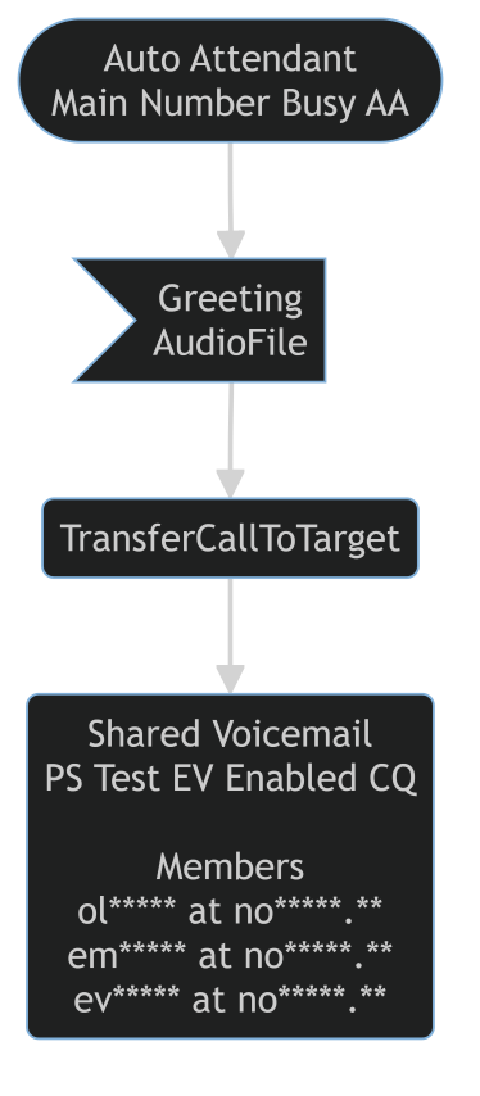 Auto Attendant
Main Number Busy AA
Greeting
AudioFile
TransferCallToTarget
Shared Voicemail
PS Test EV Enabled CQ
Members
ol***** at no*****.**
em***** at no*****.**
ev***** at no*****.**